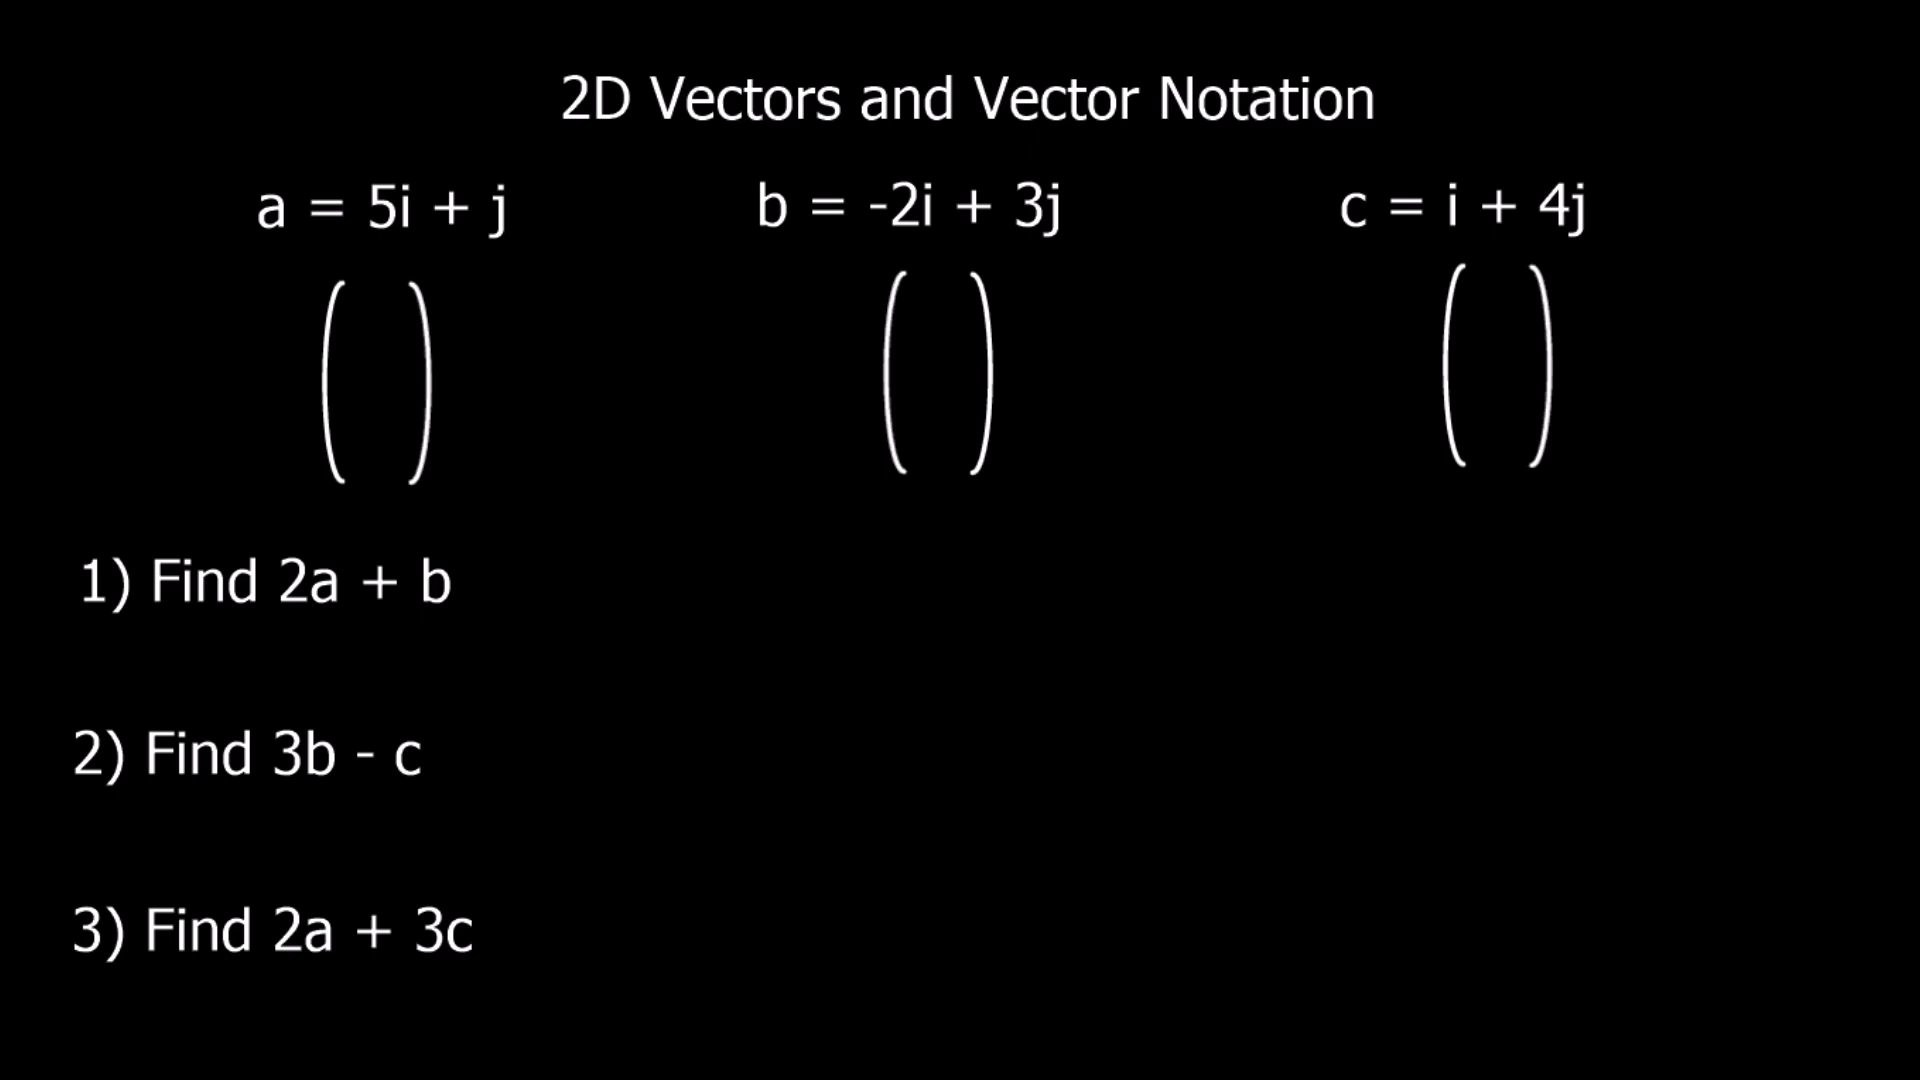 2D Vectors and Vector Notation
a = 5i + j
b = -2i + 3j
c = i + 4j
( )
( )
( )
1) Find 2a + b
2) Find 3b - c
3) Find 2a + 3c